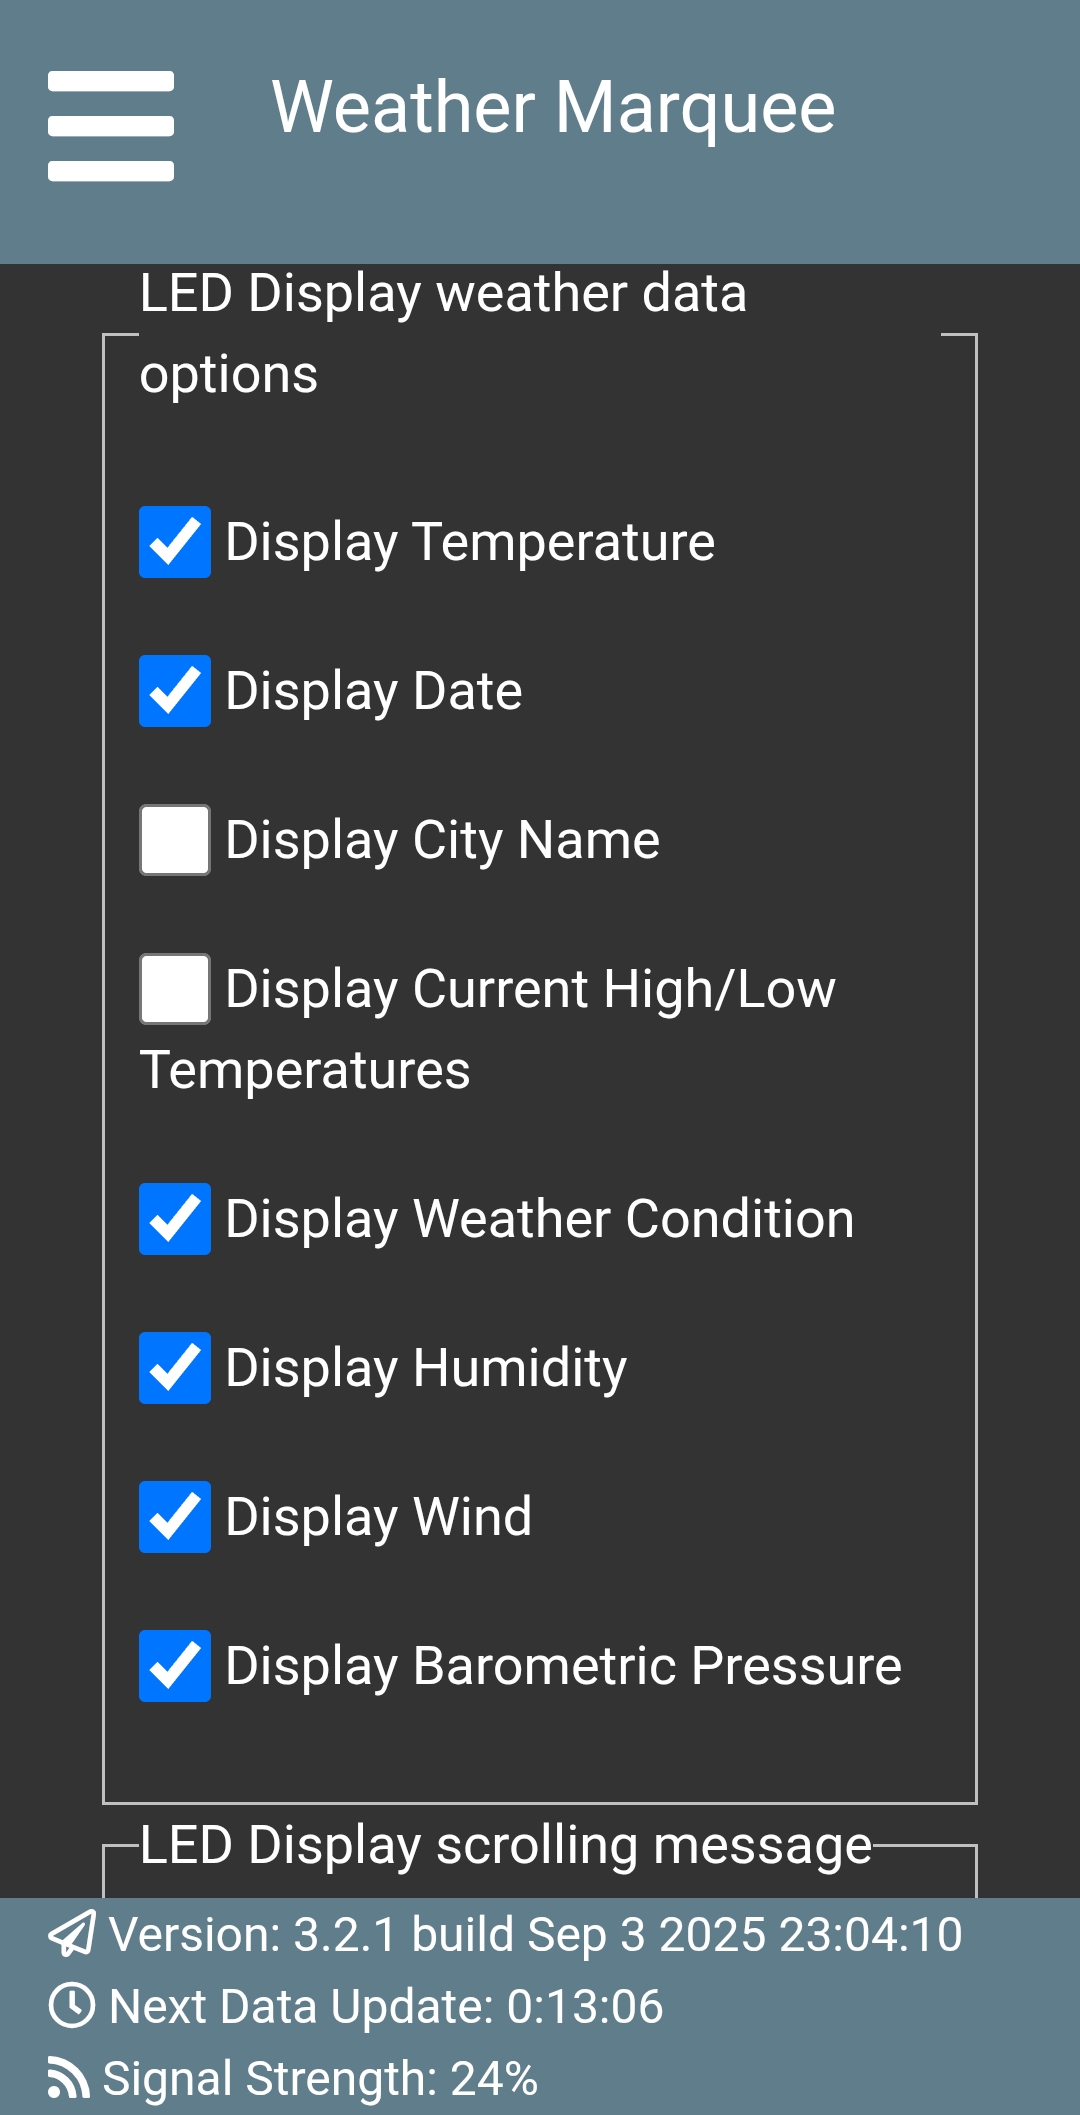 Weather Marquee
LED Display weather data
options
Display Temperature
Display Date
Display City Name
Display Current High/Low
Temperatures
Display Weather Condition
Display Humidity
Display Wind
Display Barometric Pressure
LED Display scrolling message
Version: 3.2.1 build Sep 3 2025 23:04:10
Next Data Update: 0:13:06
Signal Strength: 24%